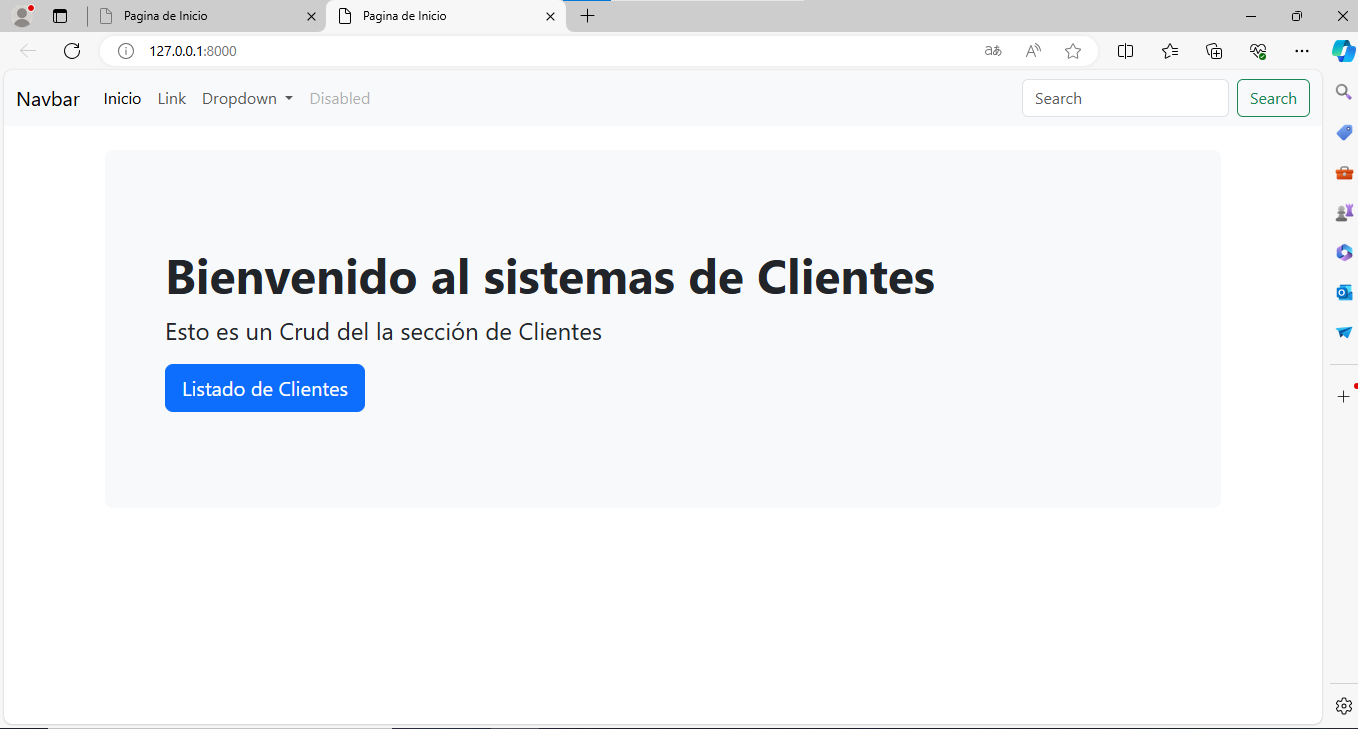 Pagina de Inicio
Pagina de Inicio
127.0.0.1:8000
Navbar Inicio Link Dropdown Disabled Search Search
Bienvenido al sistemas de Clientes
Esto es un Crud del la sección de Clientes
Listado de Clientes